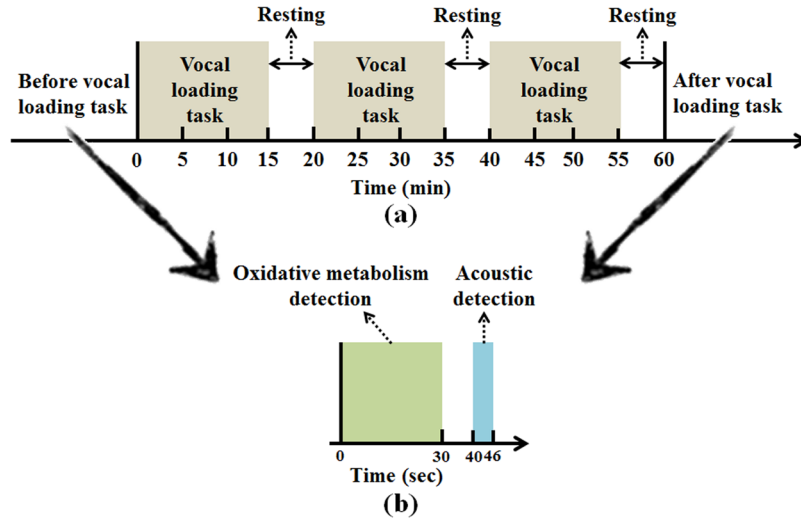 Resting Resting Resting
Before vocal
loading task
Vocal
loading
task
Vocal
loading
task
Vocal
loading
task
After vocal
loading task
0 5 10 15 20 25 30 35 40 45 50 55 60
Time (min)
(a)
Oxidative metabolism
detection
Acoustic
detection
0 30 40 46
Time (sec)
(b)